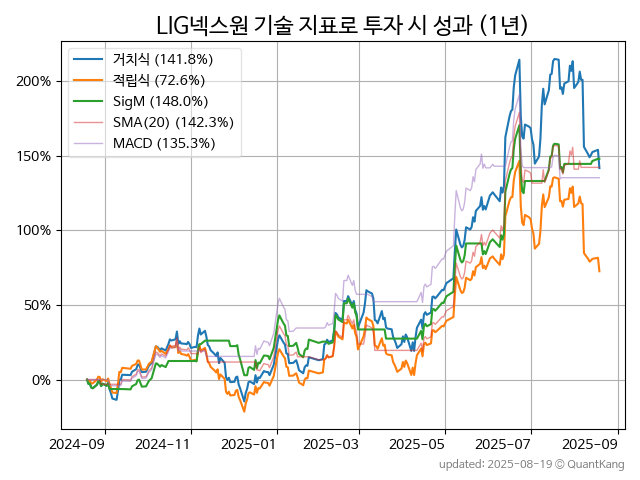 LIG넥스원 기술 지표로 투자 시 성과 (1년)
거치식 (141.8%)
적립식 (72.6%)
SigM (148.0%)
SMA(20) (142.3%)
MACD (135.3%)
200%
150%
100%
50%
0%
2024-09 2024-11 2025-01 2025-03 2025-05 2025-07 2025-09
updated: 2025-08-19 © QuantKang